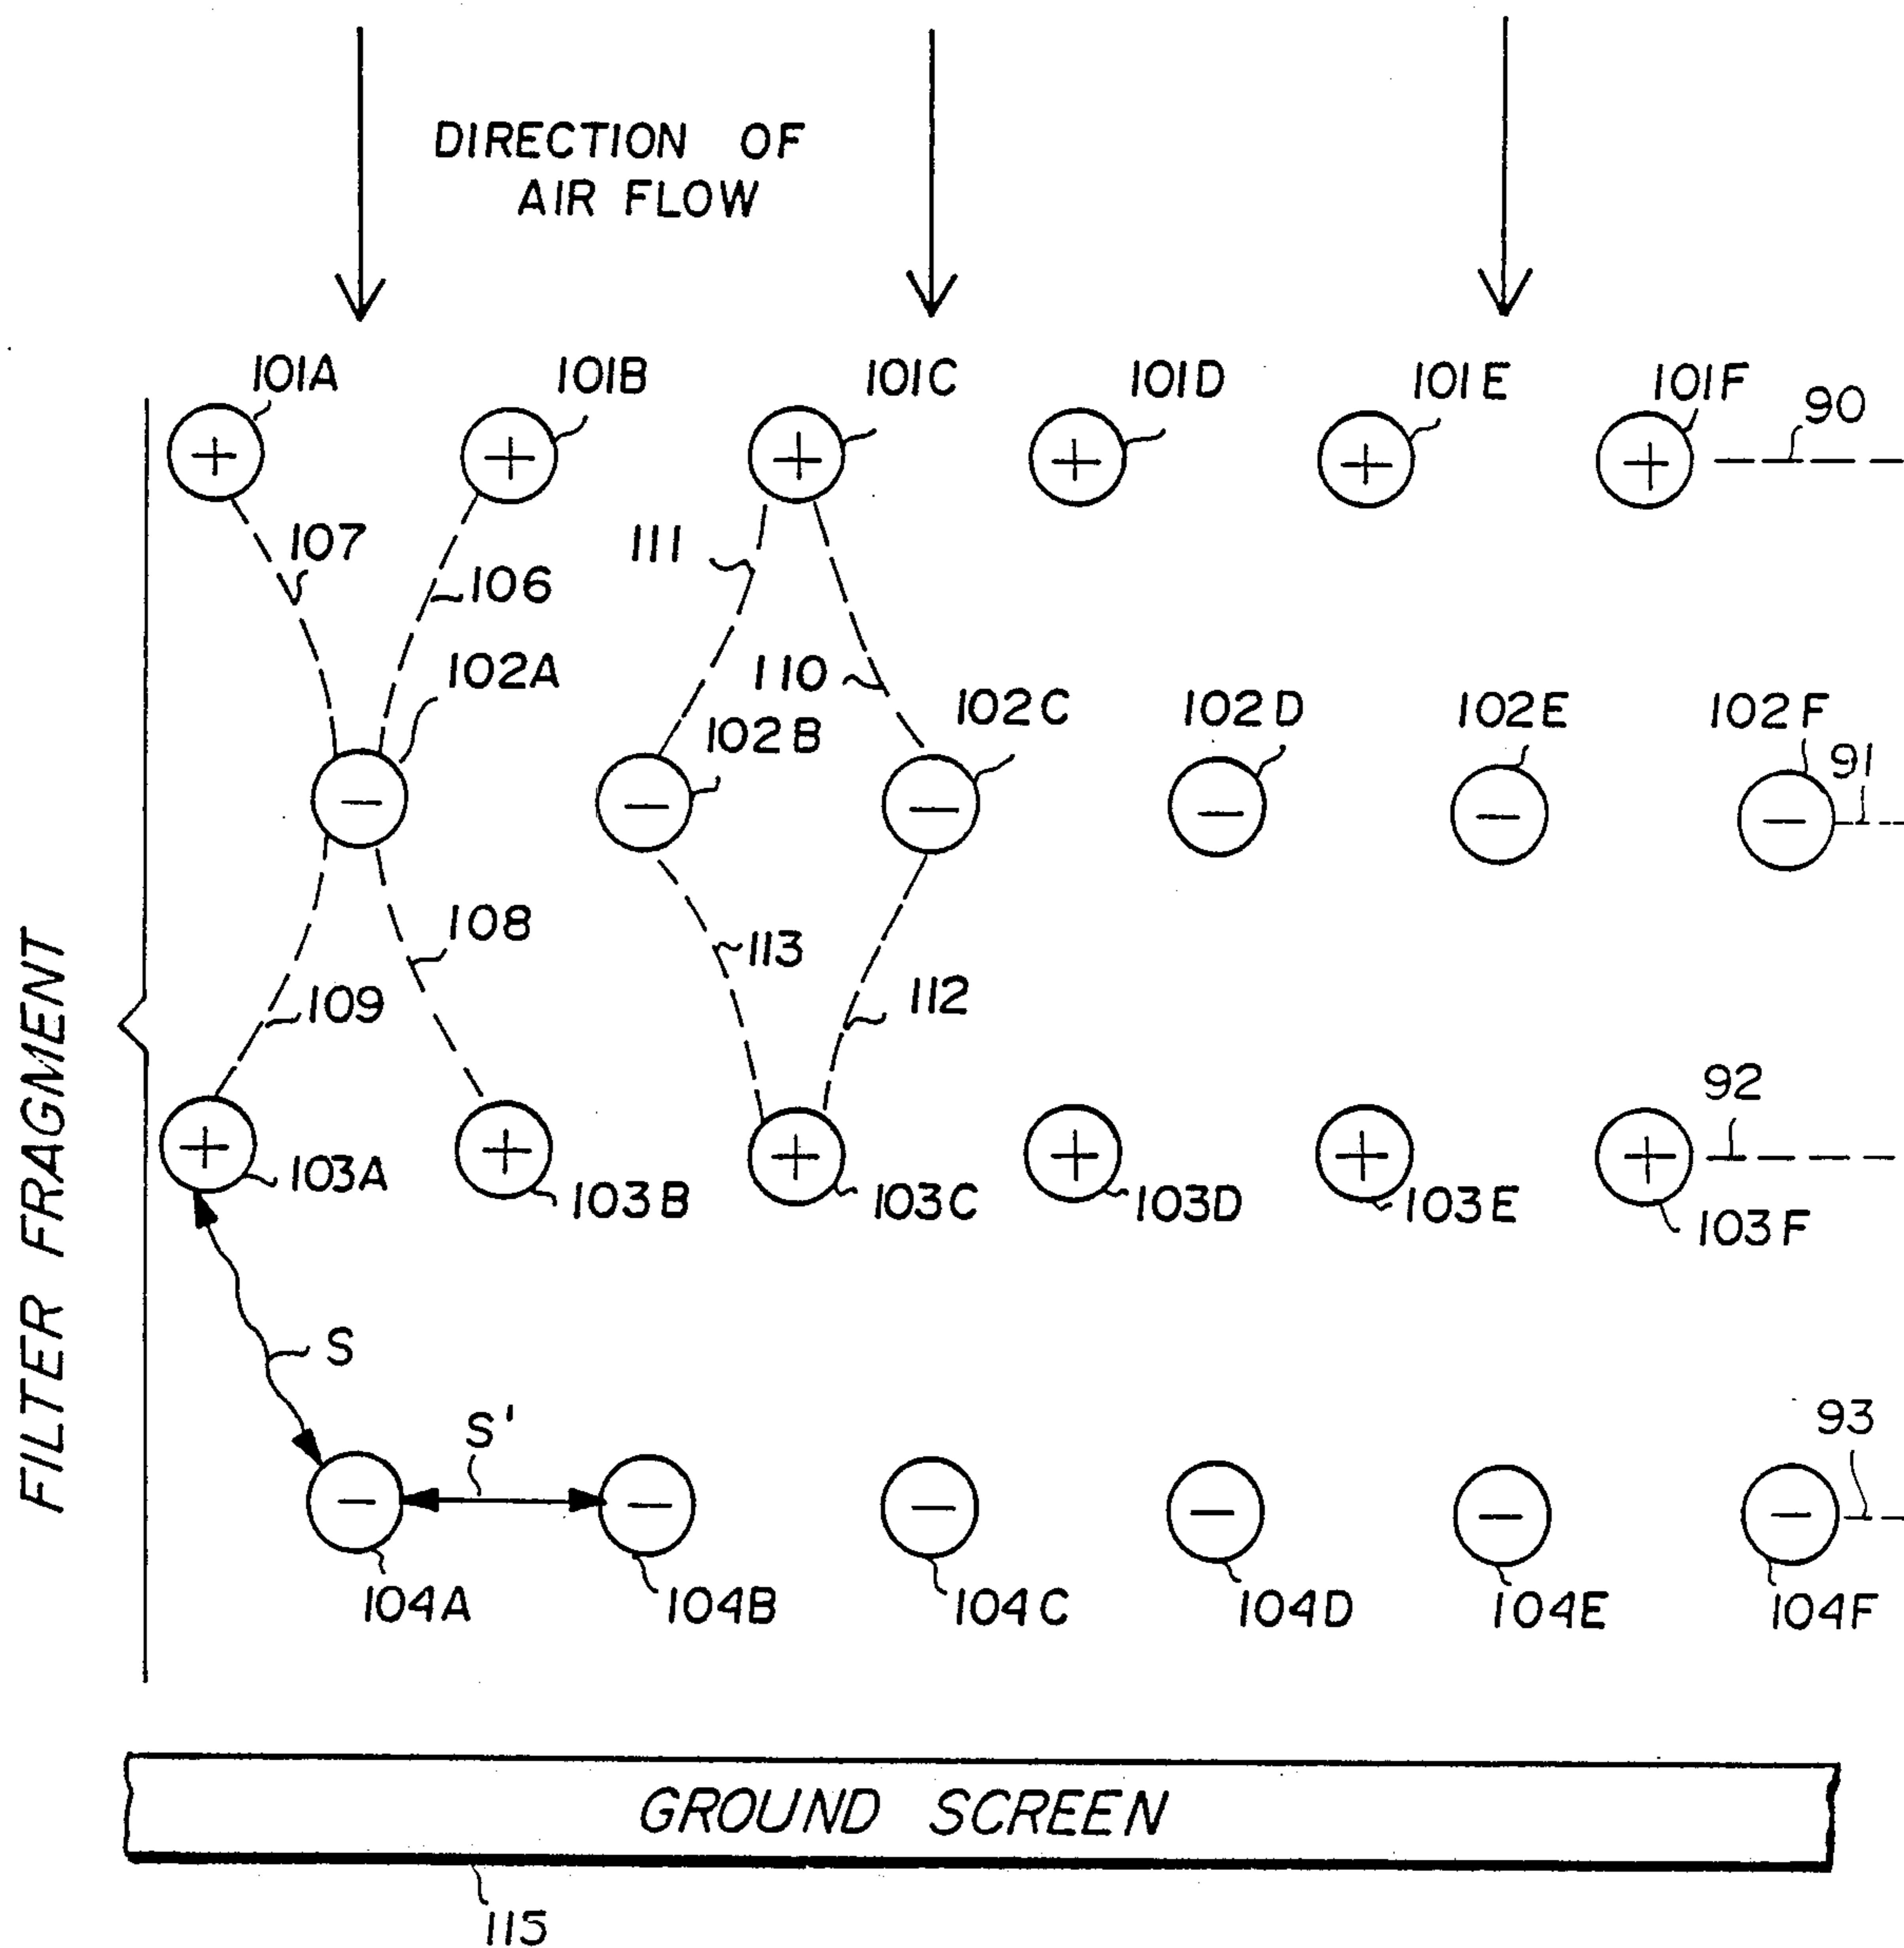 DIRECTION OF
AIR FLOW
101A 101B 101C 101D 101E 101F 90
+ + + + + +
107 111
106
110
102A 102B 102C 102D 102E 102F 91
− − − − − −
108 113
109 112
92
+ + + + + +
103A 103B 103C 103D 103E 103F
FILTER FRAGMENT
S
S' 93
− − − − − −
104A 104B 104C 104D 104E 104F
GROUND SCREEN
115